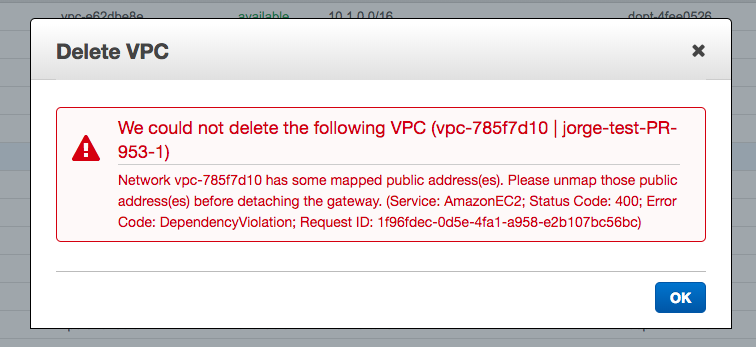 vpc-e62dbe8e available 10.1.0.0/16 dopt-4fee0526
Delete VPC
We could not delete the following VPC (vpc-785f7d10 | jorge-test-PR-
953-1)
Network vpc-785f7d10 has some mapped public address(es). Please unmap those public
address(es) before detaching the gateway. (Service: AmazonEC2; Status Code: 400; Error
Code: DependencyViolation; Request ID: 1f96fdec-0d5e-4fa1-a958-e2b107bc56bc)
OK